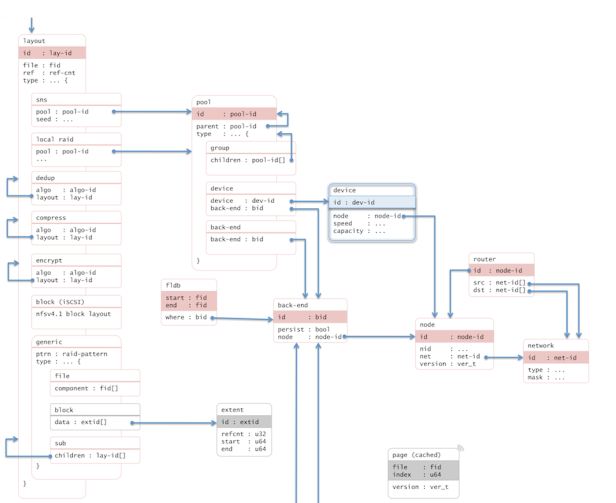 layout
id : lay-id
file : fid
ref : ref-cnt
type : ... {
sns
pool : pool-id
seed : ...
local raid
pool : pool-id
...
dedup
algo : algo-id
layout : lay-id
compress
algo : algo-id
layout : lay-id
encrypt
algo : algo-id
layout : lay-id
block (iSCSI)
nfsv4.1 block layout
generic
ptrn : raid-pattern
type : ... {
file
component : fid[]
block
data : extid[]
sub
children : lay-id[]
}
}
pool
id : pool-id
parent : pool-id
type : ... {
group
children : pool-id[]
device
device : dev-id
back-end : bid
back-end
back-end : bid
}
device
id : dev-id
node : node-id
speed : ...
capacity : ...
fldb
start : fid
end : fid
where : bid
back-end
id : bid
persist : bool
node : node-id
router
id : node-id
src : net-id[]
dst : net-id[]
node
id : node-id
nid : ...
net : net-id
version : ver_t
network
id : net-id
type : ...
mask : ...
extent
id : extid
refcnt : u32
start : u64
end : u64
page (cached)
file : fid
index : u64
version : ver_t